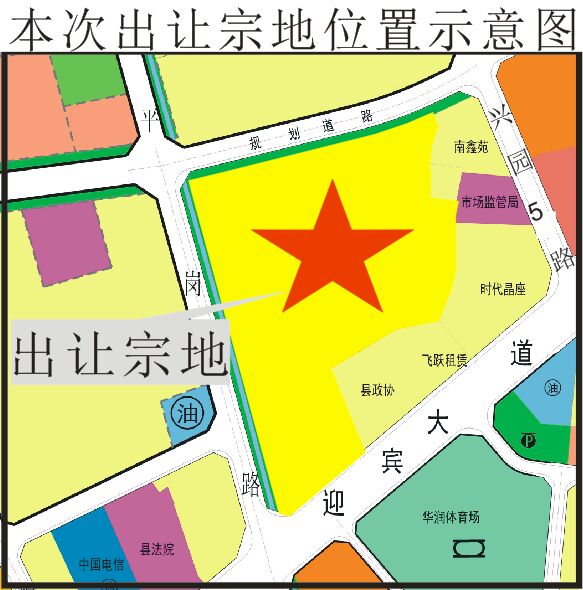 本次出让宗地位置示意图
规划道路
平岗路
兴园路
5
南鑫苑
市场监管局
时代晶座
飞跃租赁
县政协
出让宗地
油
迎宾大道
油
P
华润体育场
县法院
中国电信